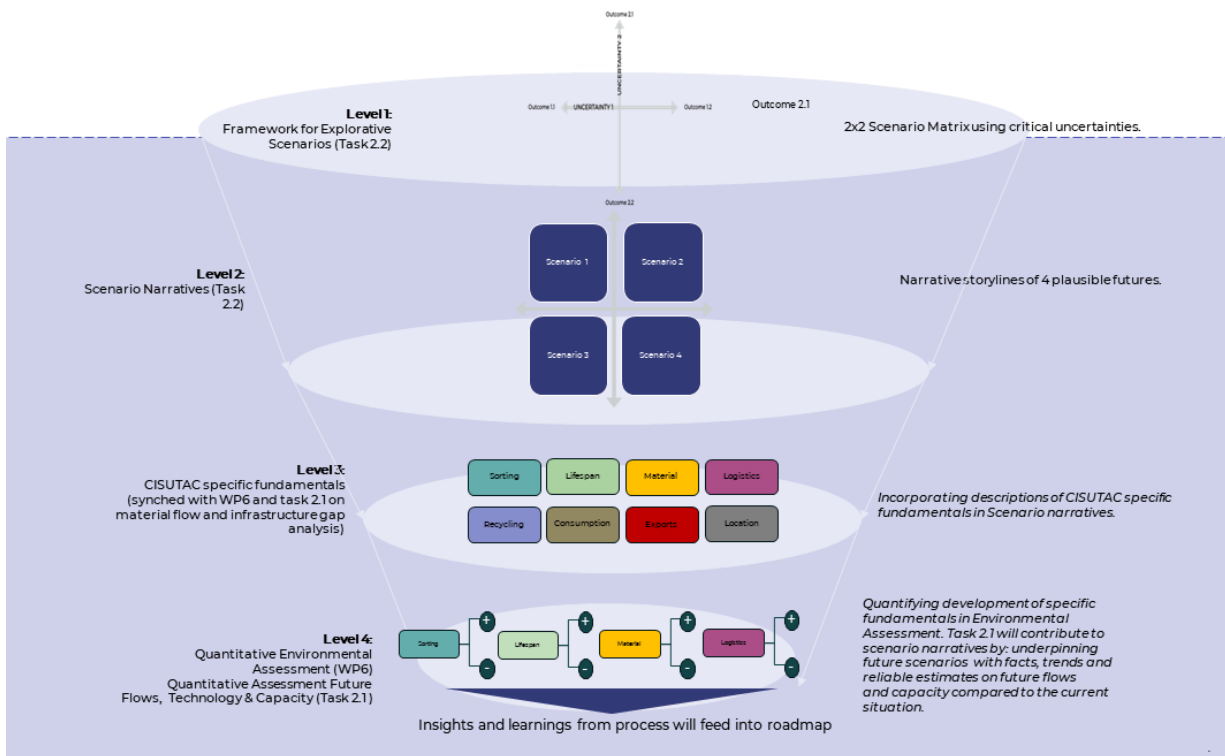 Outcome 2.1
UNCERTAINTY 2
Level 1:
Framework for Explorative
Scenarios (Task 2.2)
Outcome 1.1
UNCERTAINTY 1
Outcome 1.2
Outcome 2.1
2x2 Scenario Matrix using critical uncertainties.
Outcome 2.2
Level 2:
Scenario Narratives (Task
2.2)
Scenario 1
Scenario 2
Scenario 3
Scenario 4
Narrative storylines of 4 plausible futures.
Level 3:
CISUTAC specific fundamentals
(synched with WP6 and task 2.1 on
material flow and infrastructure gap
analysis)
Sorting
Lifespan
Material
Logistics
Recycling
Consumption
Exports
Location
Incorporating descriptions of CISUTAC specific
fundamentals in Scenario narratives.
Level 4:
Quantitative Environmental
Assessment (WP6)
Quantitative Assessment Future
Flows, Technology & Capacity (Task 2.1)
Sorting
+
-
Lifespan
+
-
Material
+
-
Logistics
+
-
Quantifying development of specific
fundamentals in Environmental
Assessment. Task 2.1 will contribute to
scenario narratives by: underpinning
future scenarios with facts, trends and
reliable estimates on future flows
and capacity compared to the current
situation.
Insights and learnings from process will feed into roadmap
.